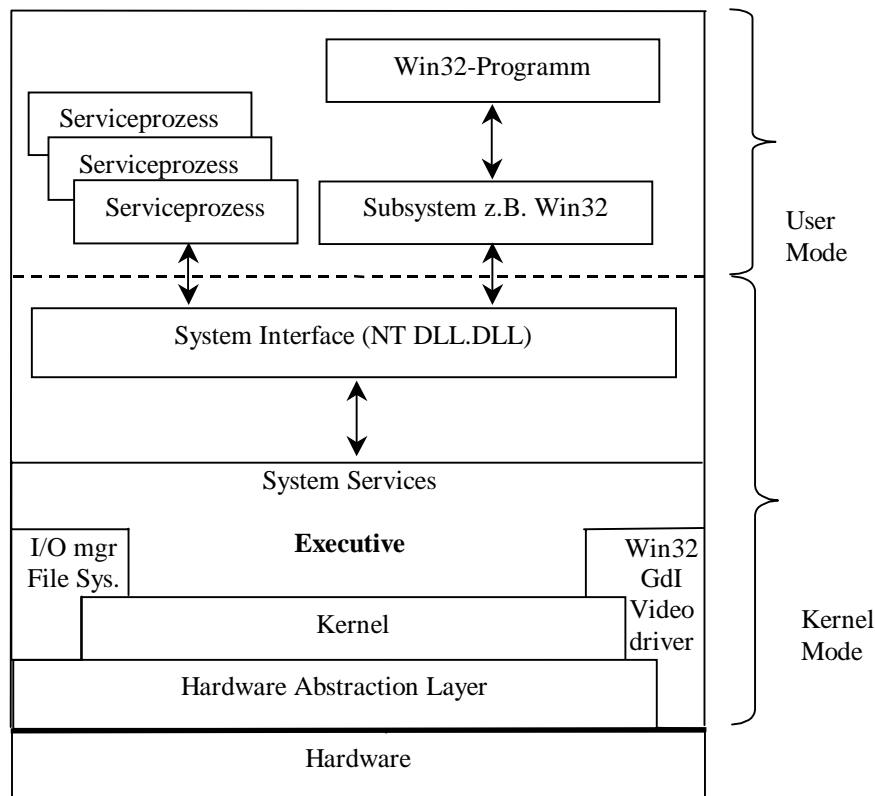 Win32-Programm
Serviceprozess
Serviceprozess
Serviceprozess
Subsystem z.B. Win32
User
Mode
System Interface (NT DLL.DLL)
System Services
Executive
I/O mgr
File Sys.
Win32
GdI
Video
driver
Kernel
Kernel
Mode
Hardware Abstraction Layer
Hardware